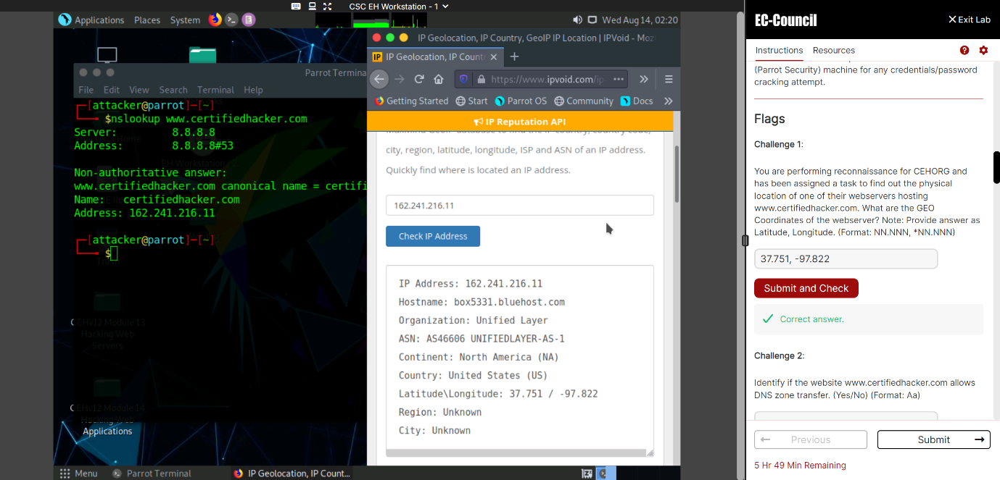 CSC EH Workstation - 1
Applications Places System
Wed Aug 14, 02:20
Parrot Termina
File Edit View Search Terminal Help
┌─[attacker@parrot]─[~]
└──╼ $nslookup www.certifiedhacker.com
Server: 8.8.8.8
Address: 8.8.8.8#53
Non-authoritative answer:
www.certifiedhacker.com canonical name = certifi
Name: certifiedhacker.com
Address: 162.241.216.11
┌─[attacker@parrot]─[~]
└──╼ $
CEHv12 Module 13
Hacking Web
Servers
CEHv12 Module 14
Hacking Web
Applications
Menu
Parrot Terminal
IP Geolocation, IP Count...
IP Geolocation, IP Country, GeoIP IP Location | IPVoid - Moz
IP IP Geolocation, IP Countr
https://www.ipvoid.com/ip-
Getting Started Start Parrot OS Community Docs
IP Reputation API
city, region, latitude, longitude, ISP and ASN of an IP address.
Quickly find where is located an IP address.
162.241.216.11
Check IP Address
IP Address: 162.241.216.11
Hostname: box5331.bluehost.com
Organization: Unified Layer
ASN: AS46606 UNIFIEDLAYER-AS-1
Continent: North America (NA)
Country: United States (US)
Latitude\Longitude: 37.751 / -97.822
Region: Unknown
City: Unknown
EC-Council
Exit Lab
Instructions Resources
(Parrot Security) machine for any credentials/password
cracking attempt.
Flags
Challenge 1:
You are performing reconnaissance for CEHORG and
has been assigned a task to find out the physical
location of one of their webservers hosting
www.certifiedhacker.com. What are the GEO
Coordinates of the webserver? Note: Provide answer as
Latitude, Longitude. (Format: NN.NNN, *NN.NNN)
37.751, -97.822
Submit and Check
Correct answer.
Challenge 2:
Identify if the website www.certifiedhacker.com allows
DNS zone transfer. (Yes/No) (Format: Aa)
← Previous
Submit →
5 Hr 49 Min Remaining